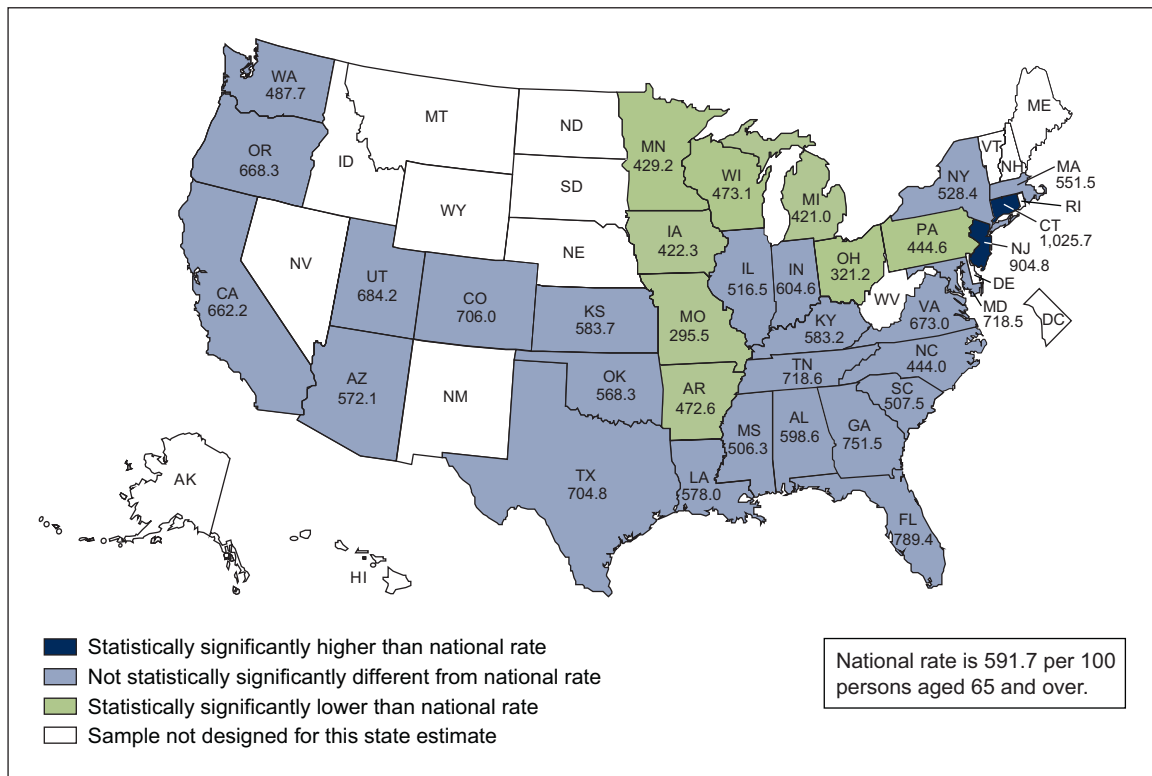 WA
487.7
OR
668.3
CA
662.2
ID
NV
MT
WY
UT
684.2
CO
706.0
AZ
572.1
NM
ND
SD
NE
KS
583.7
OK
568.3
TX
704.8
MN
429.2
IA
422.3
MO
295.5
AR
472.6
LA
578.0
WI
473.1
IL
516.5
MI
421.0
IN
604.6
OH
321.2
KY
583.2
TN
718.6
MS
506.3
AL
598.6
GA
751.5
FL
789.4
SC
507.5
NC
444.0
VA
673.0
WV
PA
444.6
NY
528.4
VT
NH
ME
MA
551.5
RI
CT
1,025.7
NJ
904.8
DE
MD
718.5
DC
AK
HI
Statistically significantly higher than national rate
Not statistically significantly different from national rate
Statistically significantly lower than national rate
Sample not designed for this state estimate
National rate is 591.7 per 100
persons aged 65 and over.